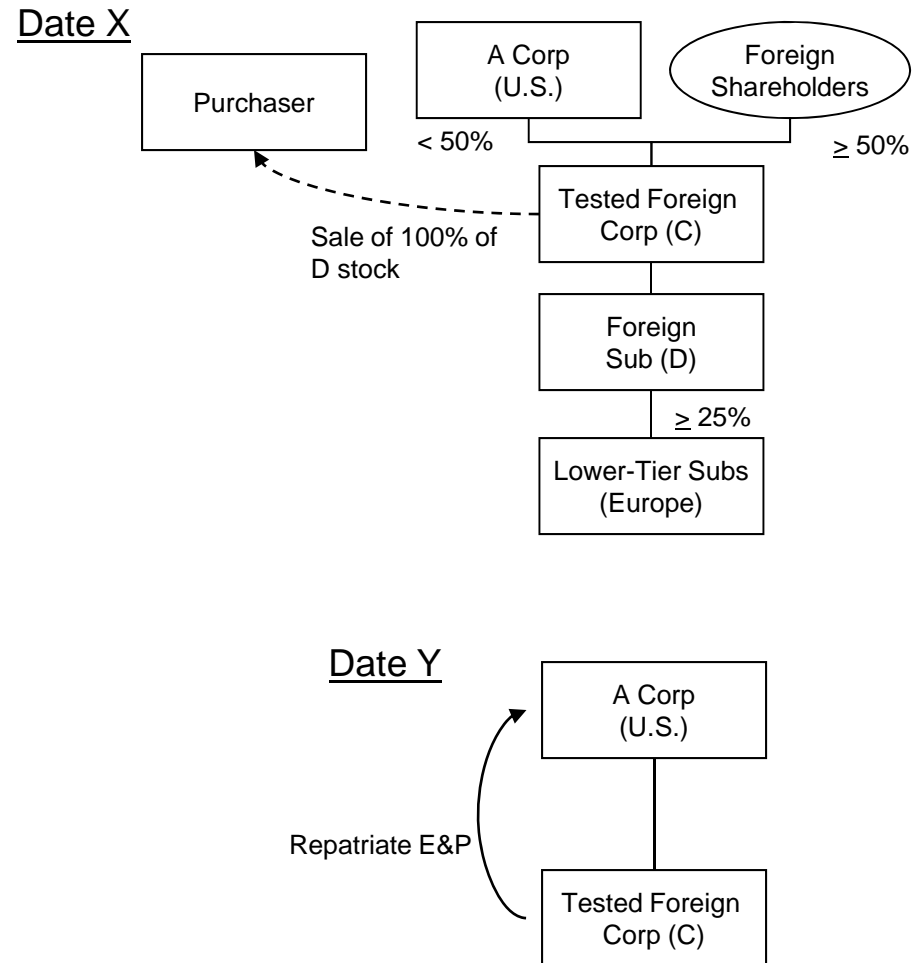 Date X
Purchaser
A Corp
(U.S.)
Foreign
Shareholders
< 50%
≥ 50%
Tested Foreign
Corp (C)
Sale of 100% of
D stock
Foreign
Sub (D)
≥ 25%
Lower-Tier Subs
(Europe)
Date Y
A Corp
(U.S.)
Repatriate E&P
Tested Foreign
Corp (C)